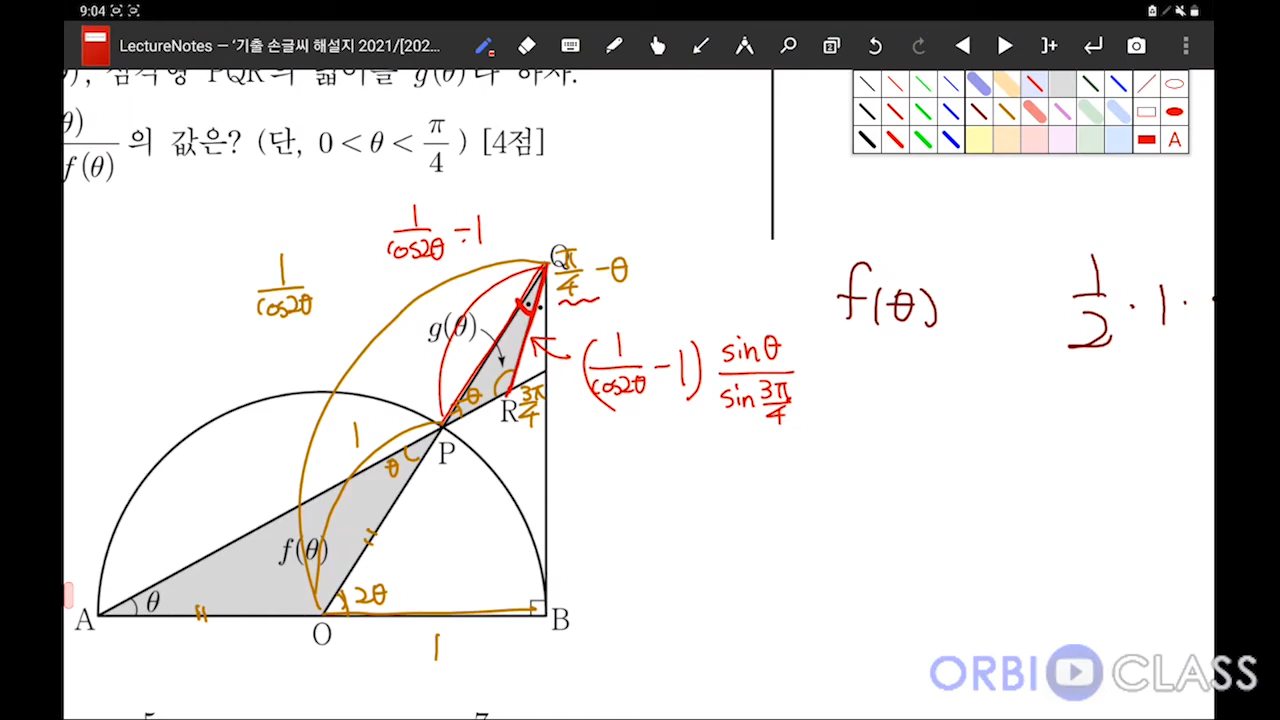 9:04
LectureNotes – ‘기출 손글씨 해설지 2021/[202…
θ), 삼각형 PQR의 넓이를 g(θ)라 하자.
θ)/f(θ) 의 값은? (단, 0 < θ < π/4 ) [4점]
A
1/cos2θ - 1
1/cos2θ
Q
π/4 - θ
f(θ) 1/2 · 1 ·
g(θ)
(1/cos2θ - 1) sinθ/sin 3π/4
θ
R
3π/4
1
P
θ
f(θ)
θ
2θ
A
O
B
1
ORBI CLASS
5
7